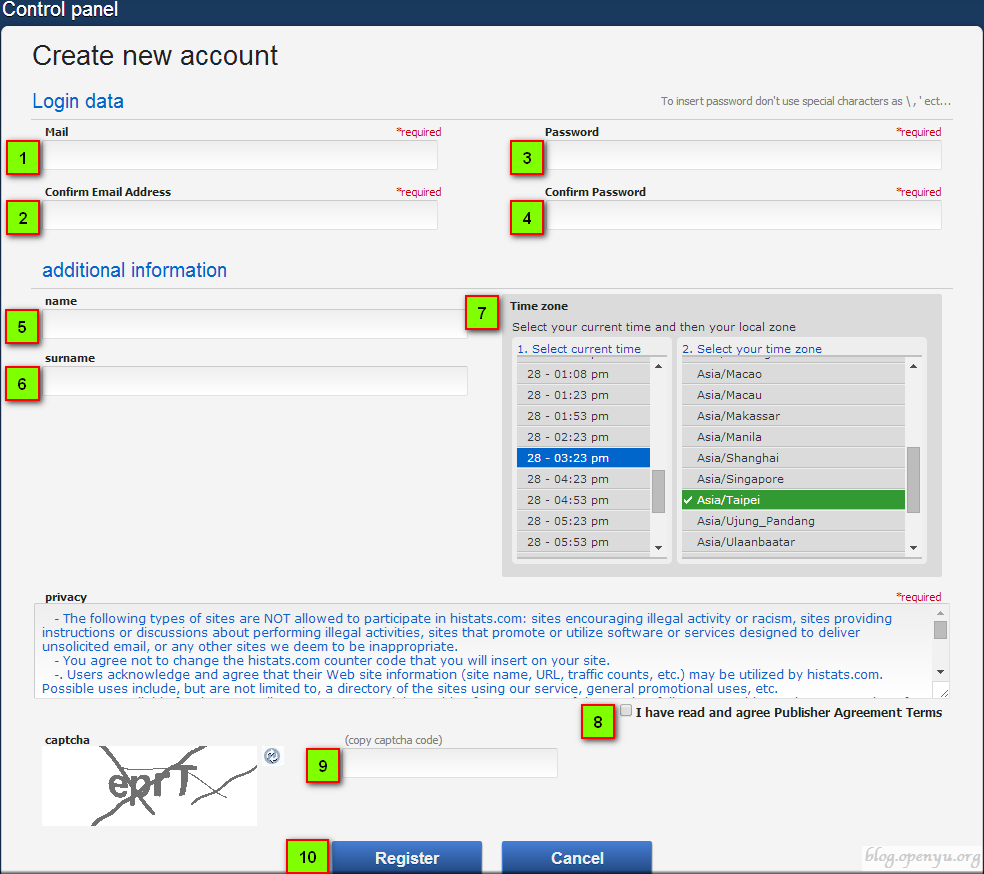 Control panel
Create new account
Login data
To insert password don't use special characters as \ , ' ect...
Mail
*required
1
Password
*required
3
Confirm Email Address
*required
2
Confirm Password
*required
4
additional information
name
5
surname
6
7
Time zone
Select your current time and then your local zone
1. Select current time
28 - 01:08 pm
28 - 01:23 pm
28 - 01:53 pm
28 - 02:23 pm
28 - 03:23 pm
28 - 04:23 pm
28 - 04:53 pm
28 - 05:23 pm
28 - 05:53 pm
2. Select your time zone
Asia/Macao
Asia/Macau
Asia/Makassar
Asia/Manila
Asia/Shanghai
Asia/Singapore
Asia/Taipei
Asia/Ujung_Pandang
Asia/Ulaanbaatar
privacy
*required
- The following types of sites are NOT allowed to participate in histats.com: sites encouraging illegal activity or racism, sites providing
instructions or discussions about performing illegal activities, sites that promote or utilize software or services designed to deliver
unsolicited email, or any other sites we deem to be inappropriate.
- You agree not to change the histats.com counter code that you will insert on your site.
-. Users acknowledge and agree that their Web site information (site name, URL, traffic counts, etc.) may be utilized by histats.com.
Possible uses include, but are not limited to, a directory of the sites using our service, general promotional uses, etc.
8
I have read and agree Publisher Agreement Terms
captcha
eprT
(copy captcha code)
9
10
Register
Cancel
blog.openyu.org